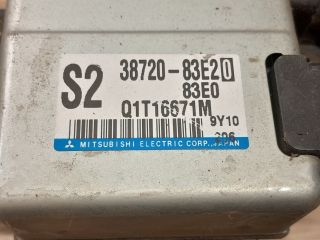 S2 38720-83E20
83E0
Q1T16671M
9Y10
MITSUBISHI ELECTRIC CORP. JAPAN